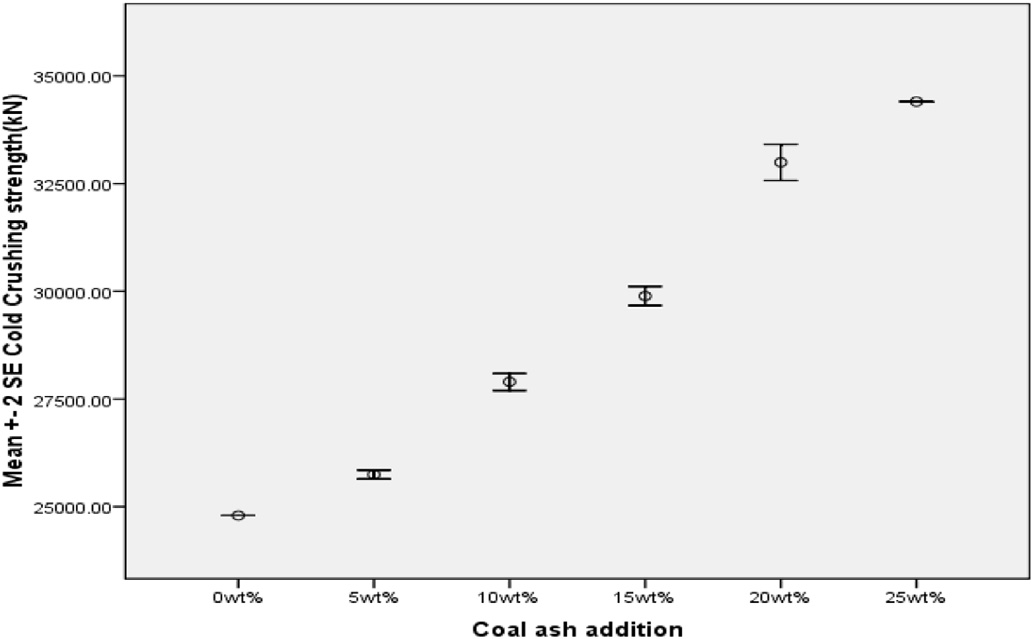 Mean +- 2 SE Cold Crushing strength(kN)
35000.00
32500.00
30000.00
27500.00
25000.00
0wt% 5wt% 10wt% 15wt% 20wt% 25wt%
Coal ash addition